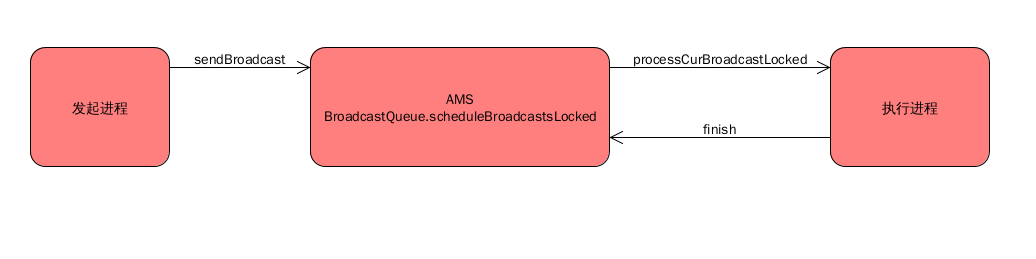 sendBroadcast
processCurBroadcastLocked
发起进程
AMS
BroadcastQueue.scheduleBroadcastsLocked
执行进程
finish